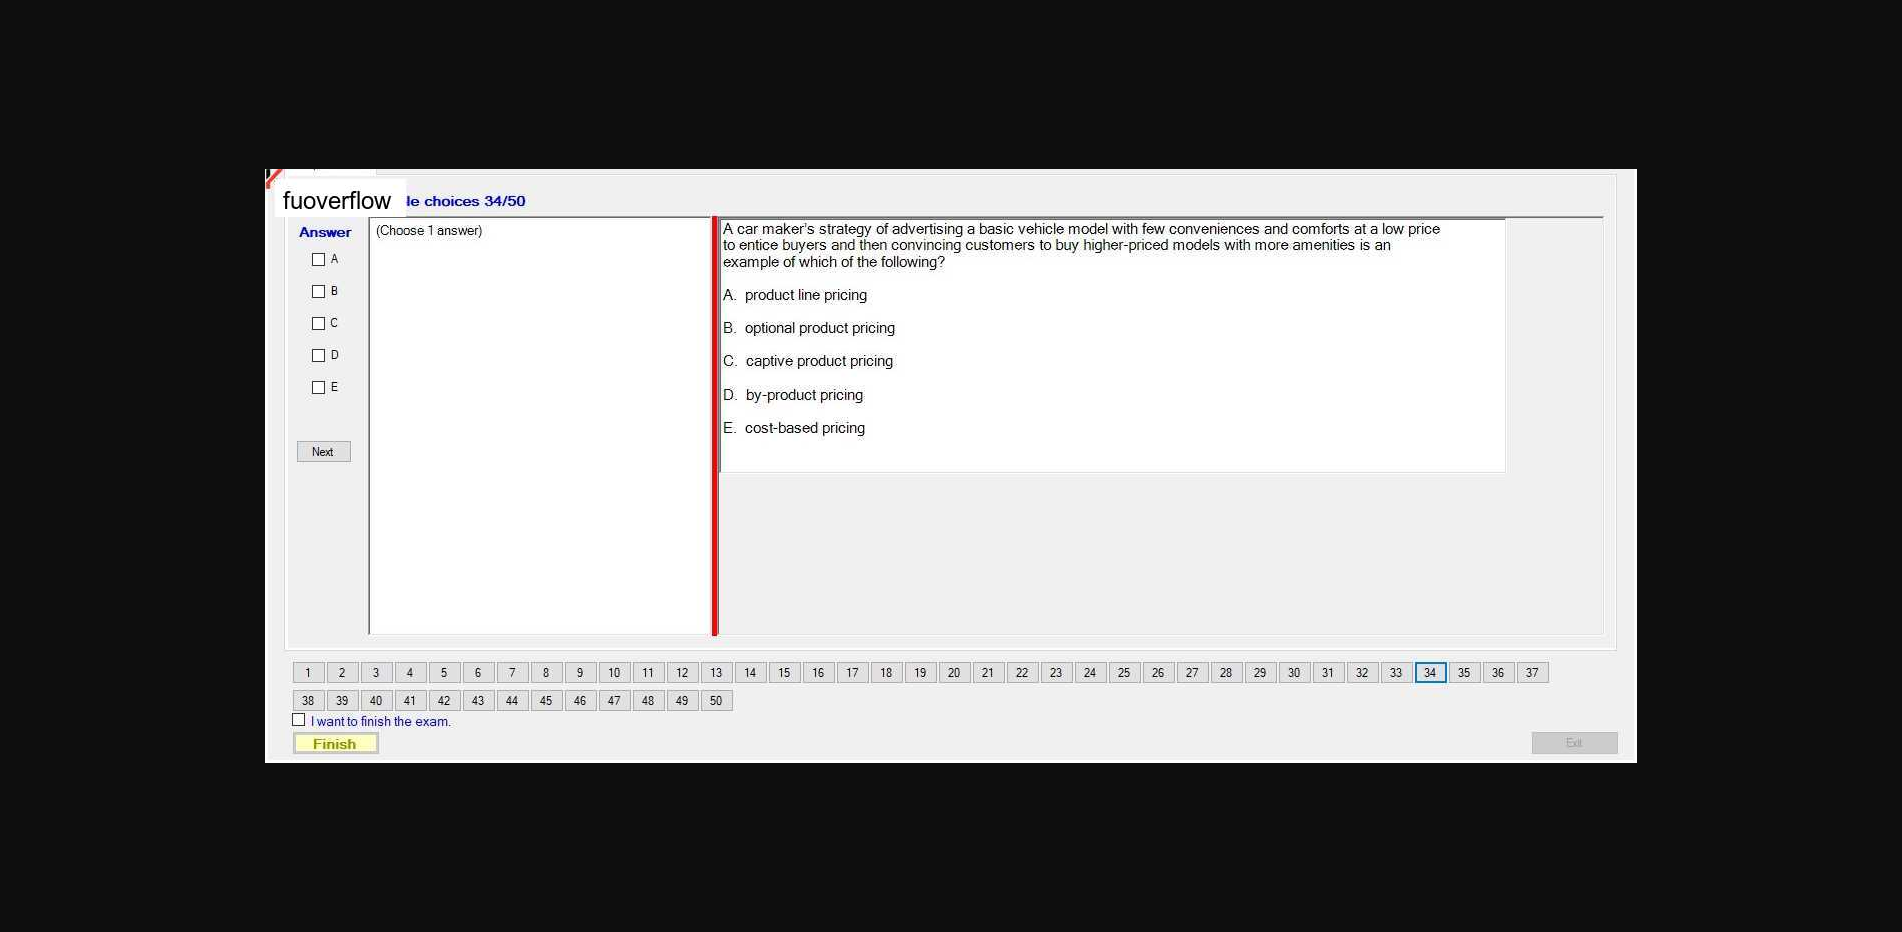 fuoverflow
le choices 34/50
Answer
(Choose 1 answer)
A
B
C
D
E
Next
A car maker's strategy of advertising a basic vehicle model with few conveniences and comforts at a low price
to entice buyers and then convincing customers to buy higher-priced models with more amenities is an
example of which of the following?
A. product line pricing
B. optional product pricing
C. captive product pricing
D. by-product pricing
E. cost-based pricing
1 2 3 4 5 6 7 8 9 10 11 12 13 14 15 16 17 18 19 20 21 22 23 24 25 26 27 28 29 30 31 32 33 34 35 36 37
38 39 40 41 42 43 44 45 46 47 48 49 50
I want to finish the exam.
Finish
Exit